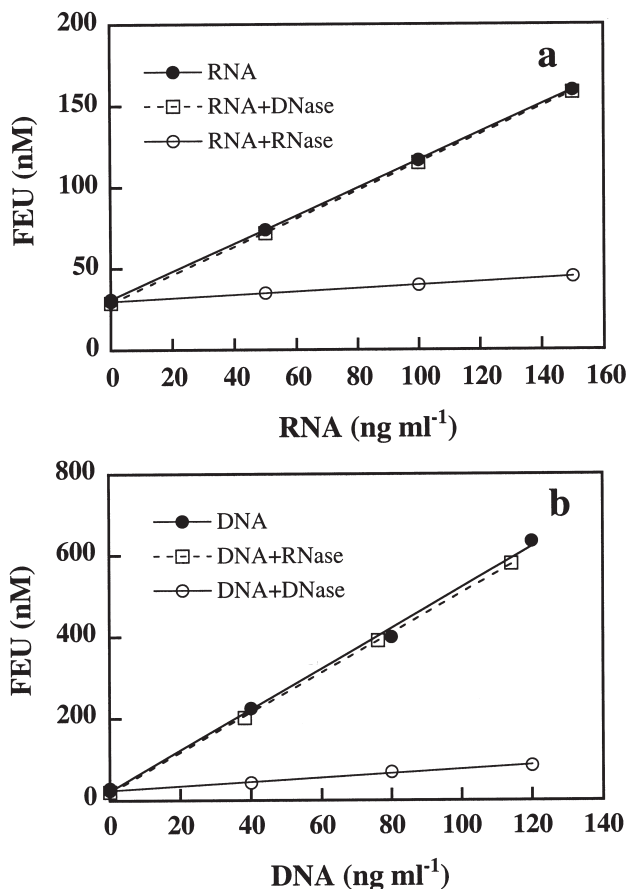 200
a
RNA
RNA+DNase
RNA+RNase
150
100
50
0
FEU (nM)
0 20 40 60 80 100 120 140 160
RNA (ng ml-1)
800
b
DNA
DNA+RNase
DNA+DNase
600
400
200
0
FEU (nM)
0 20 40 60 80 100 120 140
DNA (ng ml-1)